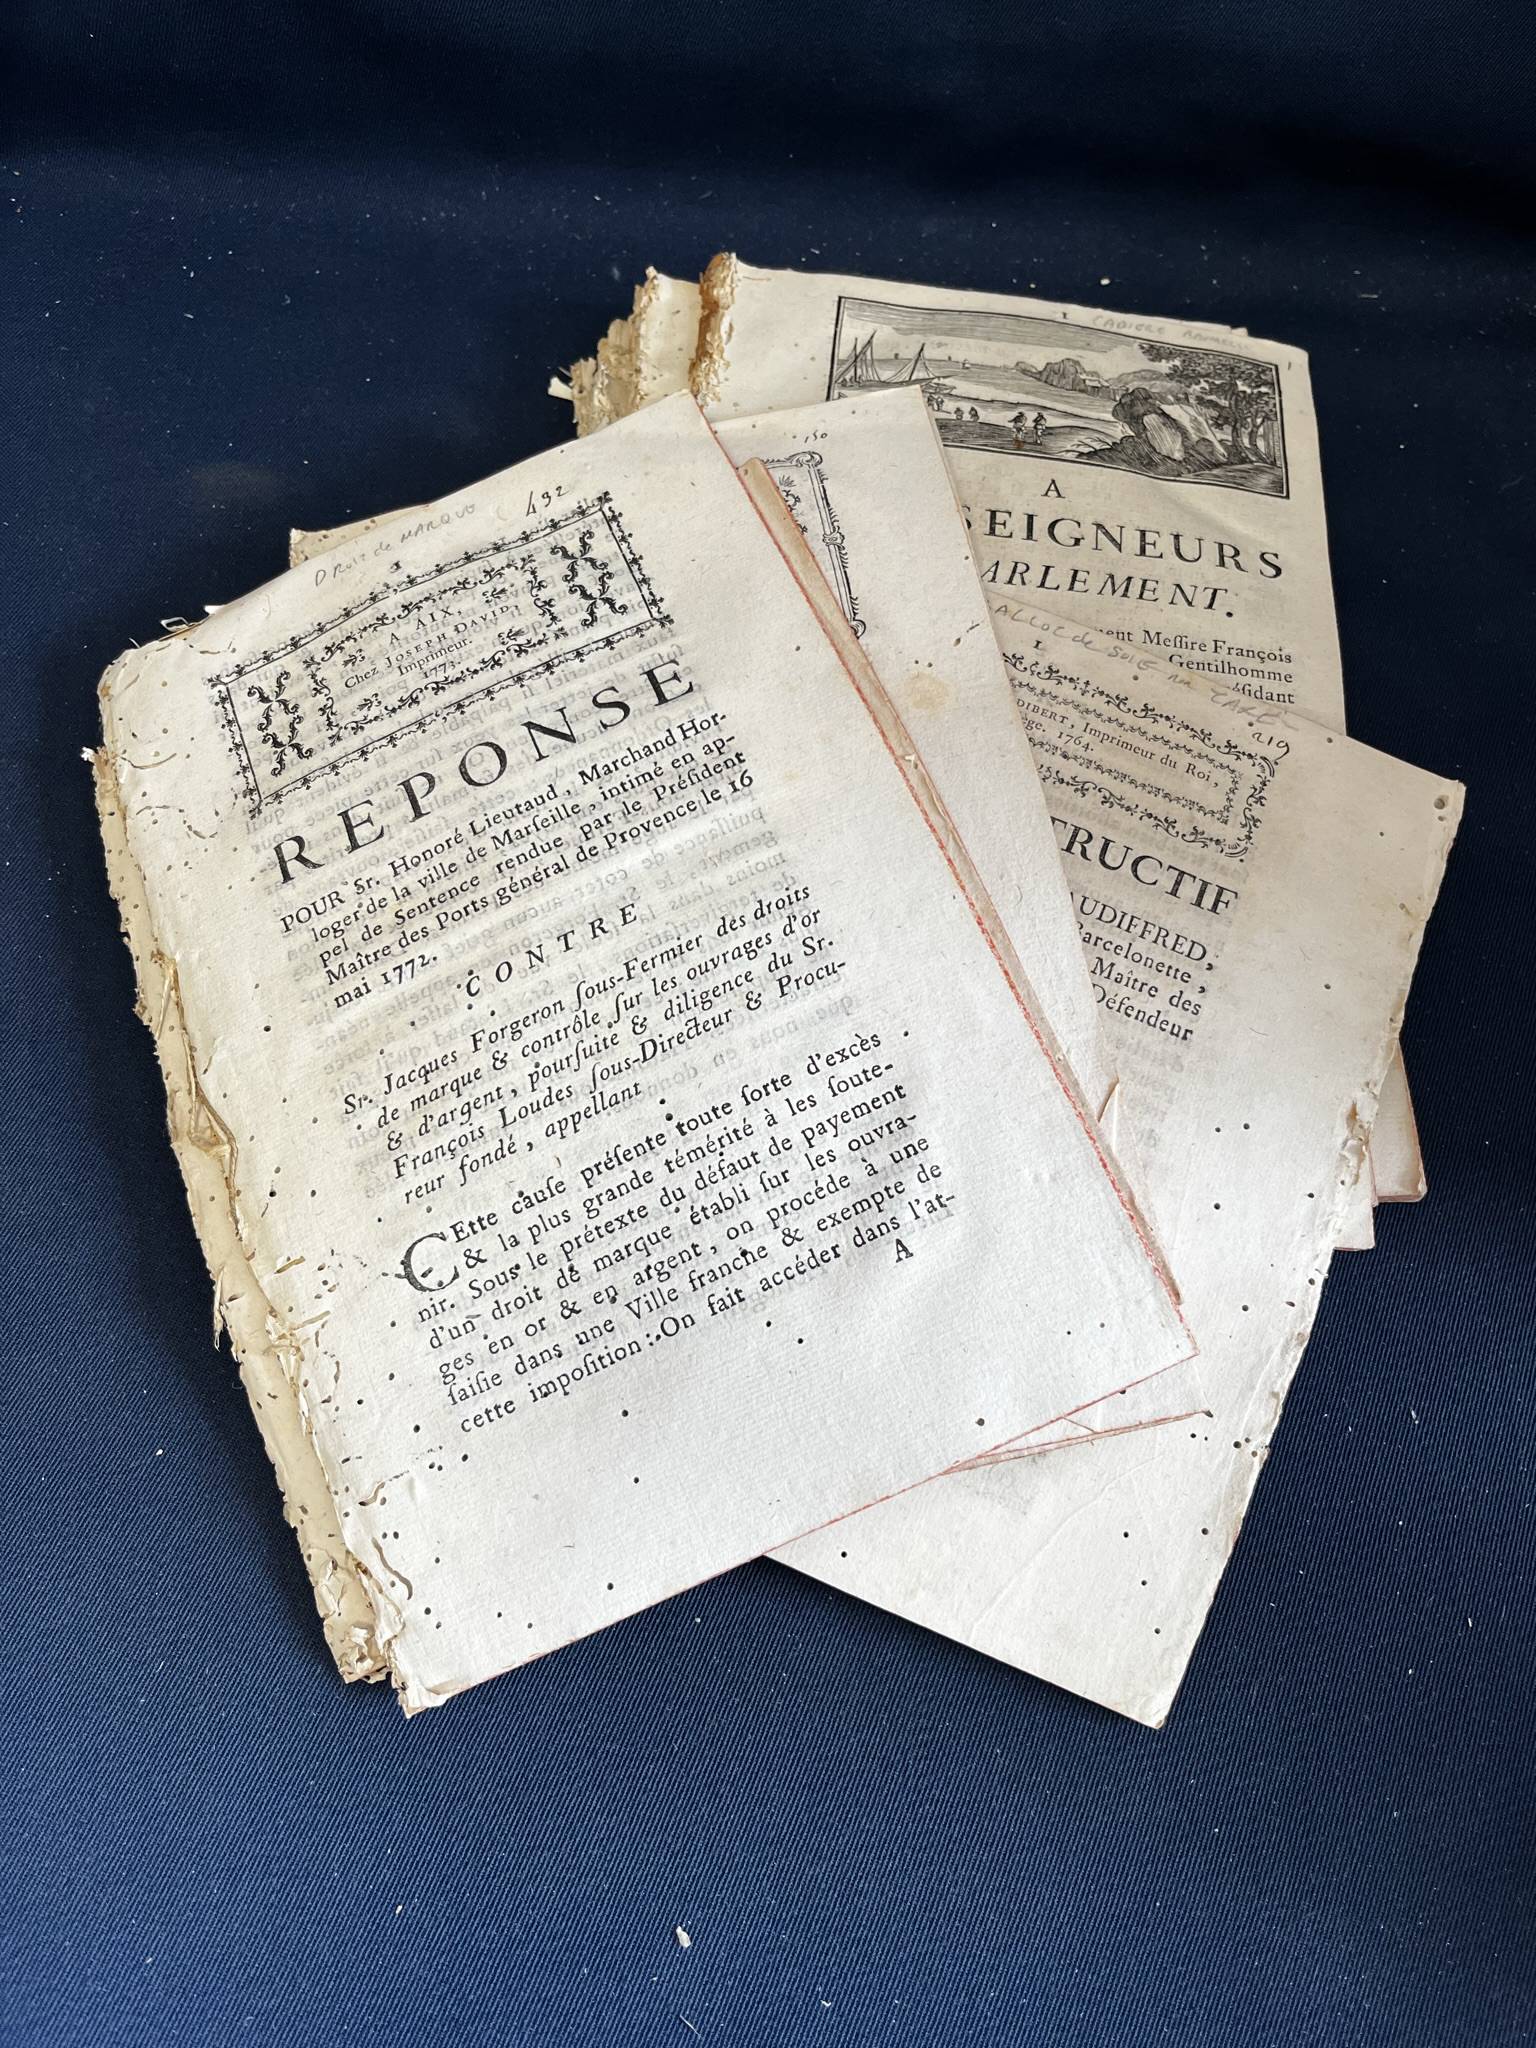 Droit de MARQUE
492
I
A AIX,
Chez JOSEPH DAVID,
Imprimeur.
1773.
REPONSE
POUR Sr. Honoré Lieutaud, Marchand Hor-
loger de la ville de Marſeille, intimé en ap-
pel de Sentence rendue par le Préſident
Maître des Ports général de Provence le 16
mai 1772.
CONTRE
Sr. Jacques Forgeron ſous-Fermier des droits
de marque & contrôle ſur les ouvrages d'or
& d'argent, pourſuite & diligence du Sr.
François Loudes ſous-Directeur & Procu-
reur fondé, appellant
CEtte cauſe préſente toute ſorte d'excès
& la plus grande témérité à les ſoute-
nir. Sous le prétexte du défaut de payement
d'un droit de marque établi ſur les ouvra-
ges en or & en argent, on procéde à une
ſaiſie dans une Ville franche & exempte de
cette impoſition: On fait accéder dans l'at-
A
150
I
A
SEIGNEURS
ARLEMENT.
ent Meſſire François
Gentilhomme
ſidant
de SOIE
219
I
DIBERT, Imprimeur du Roi,
ge. 1764.
TRUCTIF
UDIFFRED,
Barcelonette,
Maître des
Défendeur